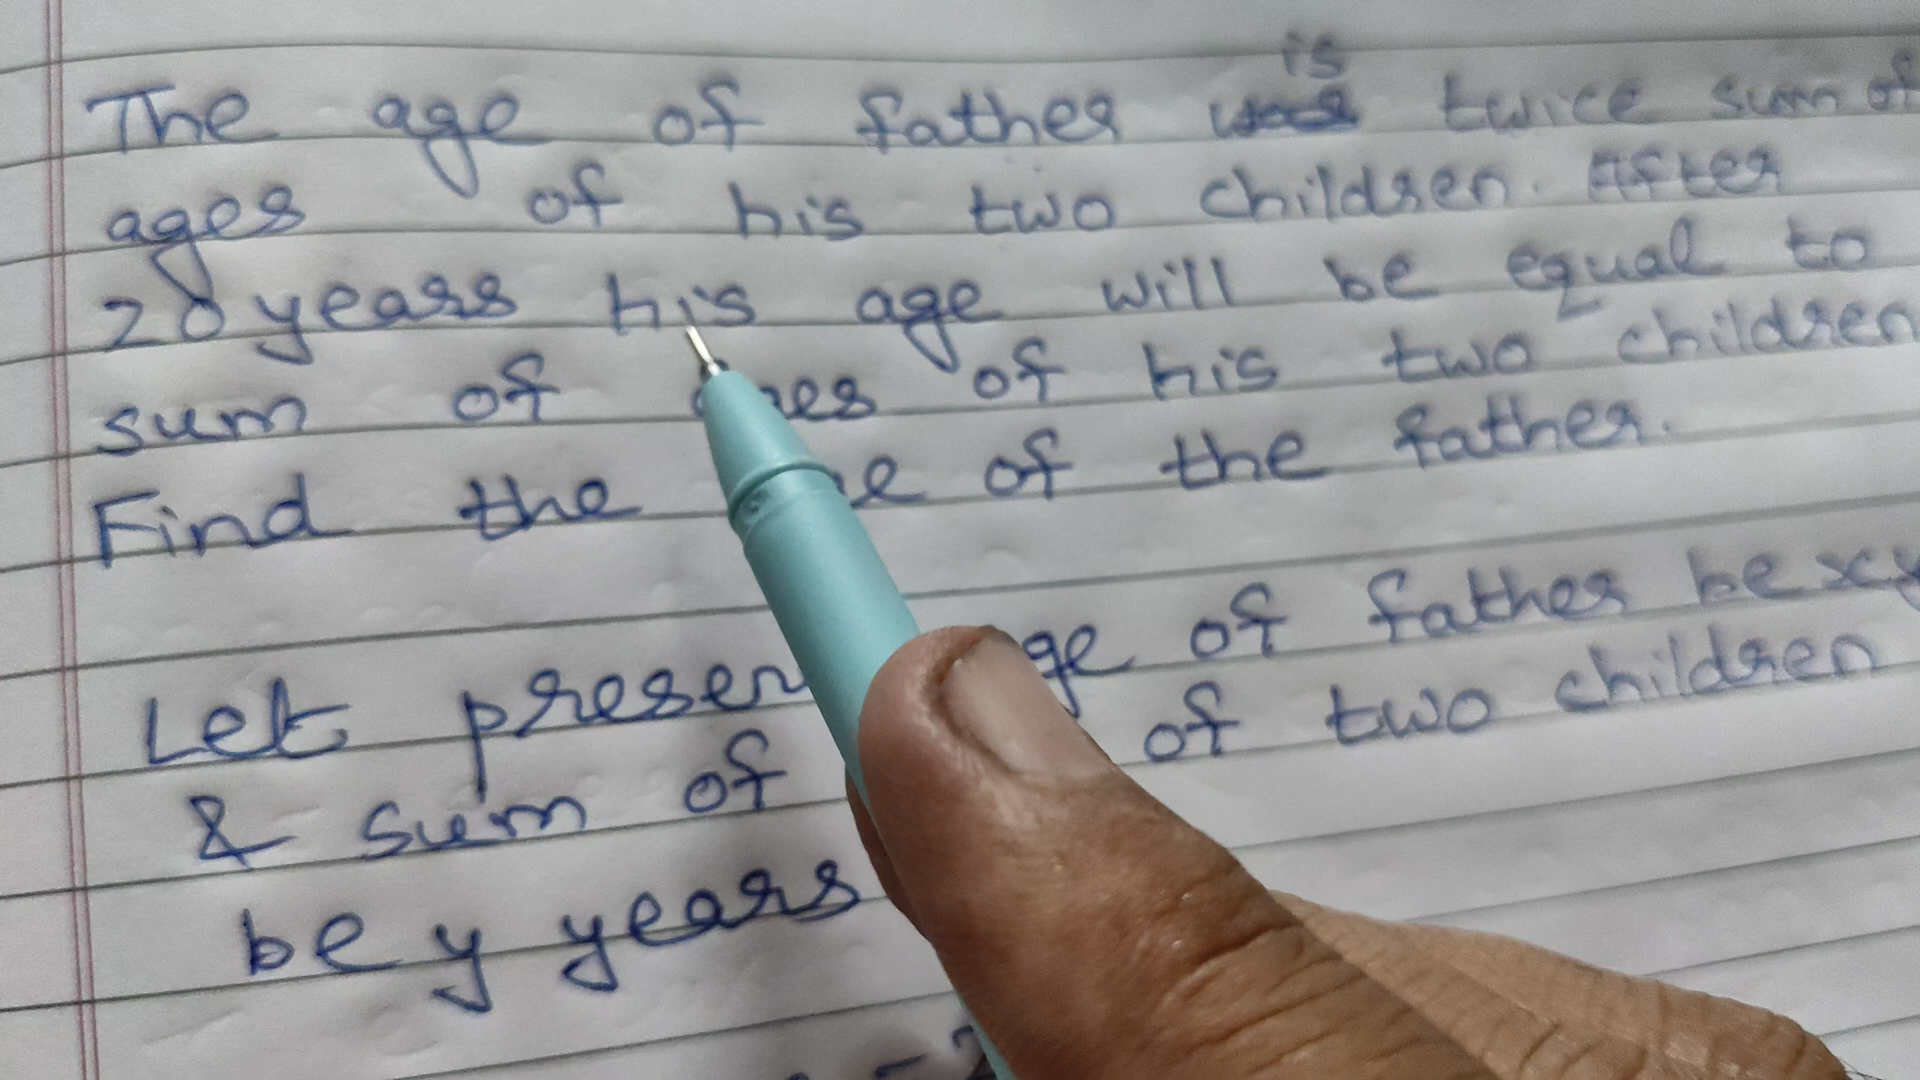 The age of father is twice sum of
ages of his two children. After
20 years his age will be equal to
sum of of his two children
Find the of the father.
Let of father be x
& sum of of two children
be y years